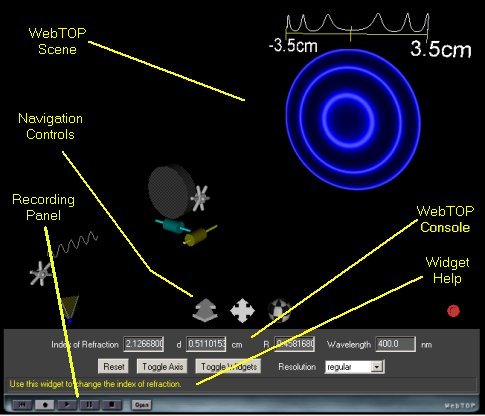 WebTOP
Scene
-3.5cm
3.5cm
Navigation
Controls
Recording
Panel
WebTOP
Console
Widget
Help
Index of Refraction 2.1266800 d 0.5110153 cm R 0.4581680 Wavelength 400.0 nm
Reset Toggle Axis Toggle Widgets Resolution regular
Use this widget to change the index of refraction.
Open WebTOP